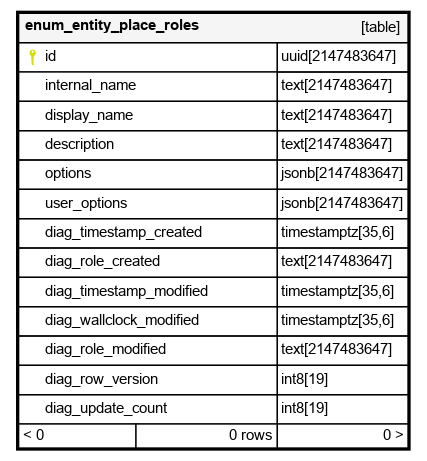 enum_entity_place_roles [table]
id uuid[2147483647]
internal_name text[2147483647]
display_name text[2147483647]
description text[2147483647]
options jsonb[2147483647]
user_options jsonb[2147483647]
diag_timestamp_created timestamptz[35,6]
diag_role_created text[2147483647]
diag_timestamp_modified timestamptz[35,6]
diag_wallclock_modified timestamptz[35,6]
diag_role_modified text[2147483647]
diag_row_version int8[19]
diag_update_count int8[19]
< 0 0 rows 0 >